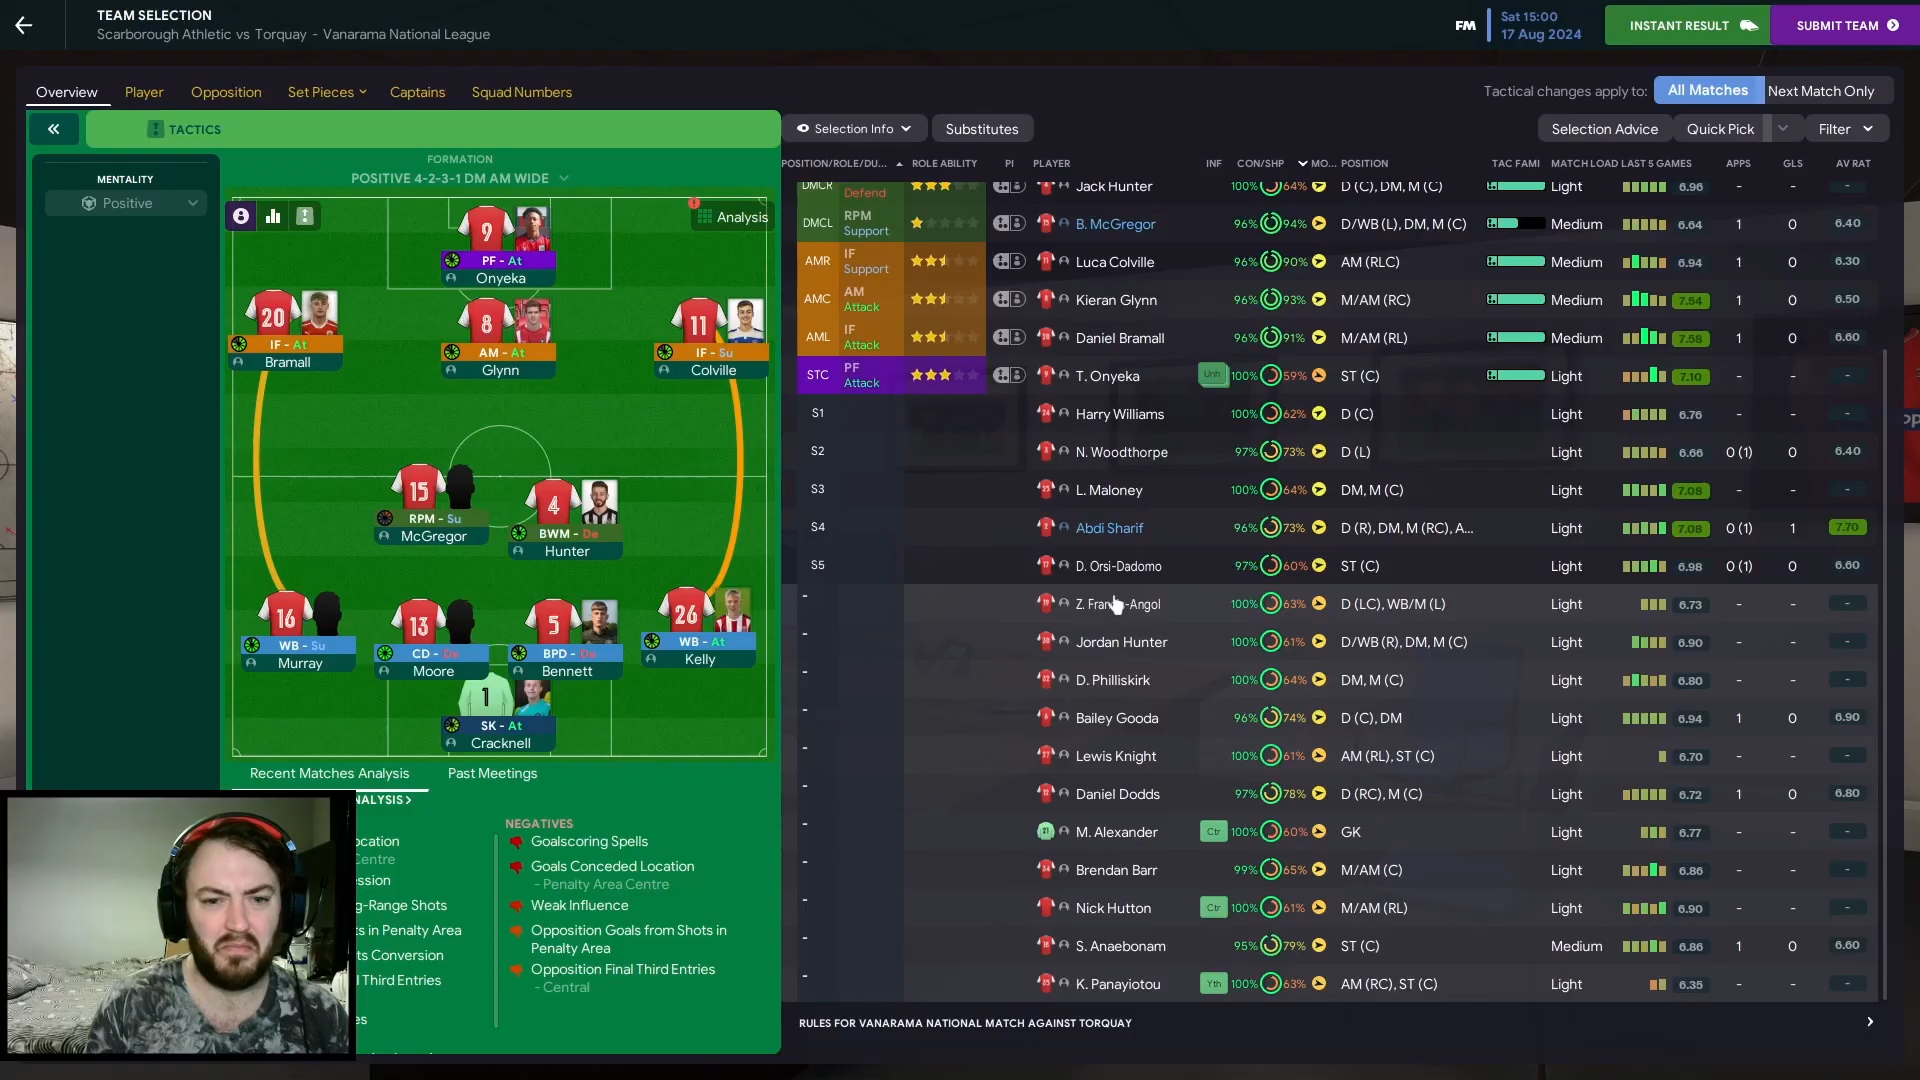 TEAM SELECTION
Scarborough Athletic vs Torquay - Vanarama National League
FM
Sat 15:00
17 Aug 2024
INSTANT RESULT
SUBMIT TEAM
Overview
Player
Opposition
Set Pieces
Captains
Squad Numbers
Tactical changes apply to:
All Matches
Next Match Only
TACTICS
FORMATION
POSITIVE 4-2-3-1 DM AM WIDE
MENTALITY
Positive
Analysis
9
PF - At
Onyeka
20
IF - At
Bramall
8
AM - At
Glynn
11
IF - Su
Colville
15
RPM - Su
McGregor
4
BWM - De
Hunter
16
WB - Su
Murray
13
CD - De
Moore
5
BPD - De
Bennett
26
WB - At
Kelly
1
SK - At
Cracknell
Recent Matches Analysis
Past Meetings
NALYSIS>
ocation
Centre
ession
g-Range Shots
ts in Penalty Area
ts Conversion
l Third Entries
es
NEGATIVES
Goalscoring Spells
Goals Conceded Location
- Penalty Area Centre
Weak Influence
Opposition Goals from Shots in
Penalty Area
Opposition Final Third Entries
- Central
Selection Info
Substitutes
Selection Advice
Quick Pick
Filter
POSITION/ROLE/DU... ROLE ABILITY PI PLAYER INF CON/SHP MO... POSITION TAC FAMI MATCH LOAD LAST 5 GAMES APPS GLS AV RAT
DMCR Defend Jack Hunter 100% 64% D (C), DM, M (C) Light 6.96 - - -
DMCL RPM Support B. McGregor 96% 94% D/WB (L), DM, M (C) Medium 6.64 1 0 6.40
AMR IF Support Luca Colville 96% 90% AM (RLC) Medium 6.94 1 0 6.30
AMC AM Attack Kieran Glynn 96% 93% M/AM (RC) Medium 7.54 1 0 6.50
AML IF Attack Daniel Bramall 96% 91% M/AM (RL) Medium 7.58 1 0 6.60
STC PF Attack T. Onyeka Unh 100% 59% ST (C) Light 7.10 - - -
S1 Harry Williams 100% 62% D (C) Light 6.76 - - -
S2 N. Woodthorpe 97% 73% D (L) Light 6.66 0 (1) 0 6.40
S3 L. Maloney 100% 64% DM, M (C) Light 7.08 - - -
S4 Abdi Sharif 96% 73% D (R), DM, M (RC), A... Light 7.08 0 (1) 1 7.70
S5 D. Orsi-Dadomo 97% 60% ST (C) Light 6.98 0 (1) 0 6.60
- -Angol 100% 63% D (LC), WB/M (L) Light 6.73 - - -
- Jordan Hunter 100% 61% D/WB (R), DM, M (C) Light 6.90 - - -
- D. Philliskirk 100% 64% DM, M (C) Light 6.80 - - -
- Bailey Gooda 96% 74% D (C), DM Light 6.94 1 0 6.90
- Lewis Knight 100% 61% AM (RL), ST (C) Light 6.70 - - -
- Daniel Dodds 97% 78% D (RC), M (C) Light 6.72 1 0 6.80
- M. Alexander Ctr 100% 60% GK Light 6.77 - - -
- Brendan Barr 99% 65% M/AM (C) Light 6.86 - - -
- Nick Hutton Ctr 100% 61% M/AM (RL) Light 6.90 - - -
- S. Anaebonam 95% 79% ST (C) Medium 6.86 1 0 6.60
- K. Panayiotou Yth 100% 63% AM (RC), ST (C) Light 6.35 - - -
RULES FOR VANARAMA NATIONAL MATCH AGAINST TORQUAY